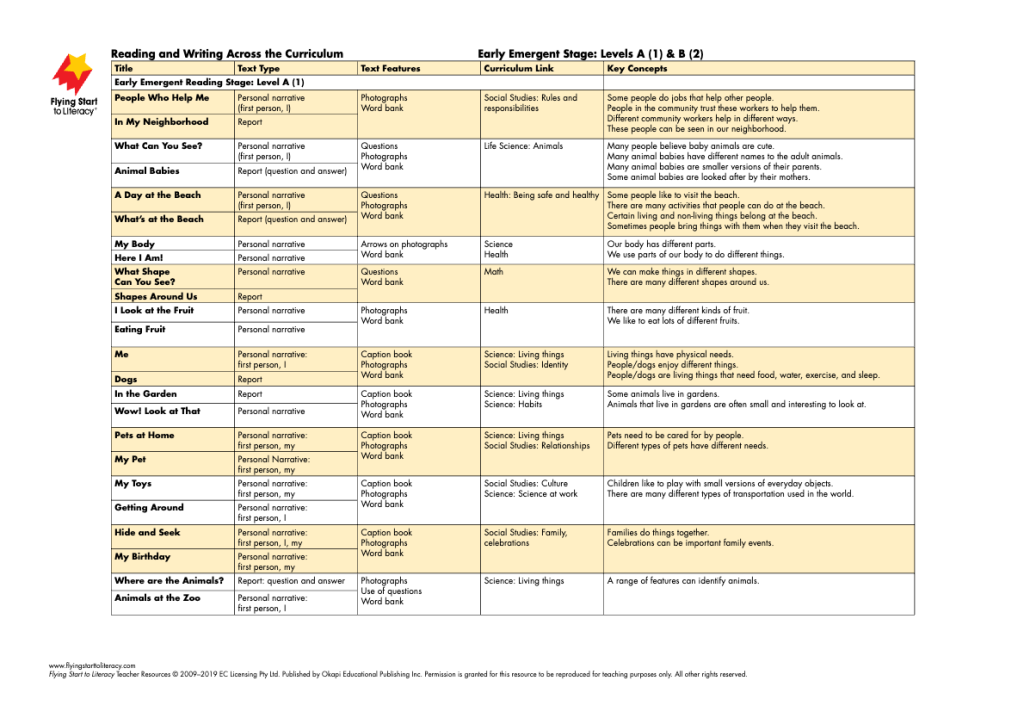 Reading and Writing Across the Curriculum
Early Emergent Stage: Levels A (1) & B (2)
Flying Start
to Literacy™
Title Text Type Text Features Curriculum Link Key Concepts
Early Emergent Reading Stage: Level A (1)
People Who Help Me
Personal narrative
(first person, I)
In My Neighborhood
Report
Photographs
Word bank
Social Studies: Rules and
responsibilities
Some people do jobs that help other people.
People in the community trust these workers to help them.
Different community workers help in different ways.
These people can be seen in our neighborhood.
What Can You See?
Personal narrative
(first person, I)
Animal Babies
Report (question and answer)
Questions
Photographs
Word bank
Life Science: Animals
Many people believe baby animals are cute.
Many animal babies have different names to the adult animals.
Many animal babies are smaller versions of their parents.
Some animal babies are looked after by their mothers.
A Day at the Beach
Personal narrative
(first person, I)
What's at the Beach
Report (question and answer)
Questions
Photographs
Word bank
Health: Being safe and healthy
Some people like to visit the beach.
There are many activities that people can do at the beach.
Certain living and non-living things belong at the beach.
Sometimes people bring things with them when they visit the beach.
My Body
Personal narrative
Here I Am!
Personal narrative
Arrows on photographs
Word bank
Science
Health
Our body has different parts.
We use parts of our body to do different things.
What Shape
Can You See?
Personal narrative
Shapes Around Us
Report
Questions
Word bank
Math
We can make things in different shapes.
There are many different shapes around us.
I Look at the Fruit
Personal narrative
Eating Fruit
Personal narrative
Photographs
Word bank
Health
There are many different kinds of fruit.
We like to eat lots of different fruits.
Me
Personal narrative:
first person, I
Dogs
Report
Caption book
Photographs
Word bank
Science: Living things
Social Studies: Identity
Living things have physical needs.
People/dogs enjoy different things.
People/dogs are living things that need food, water, exercise, and sleep.
In the Garden
Report
Wow! Look at That
Personal narrative
Caption book
Photographs
Word bank
Science: Living things
Science: Habits
Some animals live in gardens.
Animals that live in gardens are often small and interesting to look at.
Pets at Home
Personal narrative:
first person, my
My Pet
Personal Narrative:
first person, my
Caption book
Photographs
Word bank
Science: Living things
Social Studies: Relationships
Pets need to be cared for by people.
Different types of pets have different needs.
My Toys
Personal narrative:
first person, my
Getting Around
Personal narrative:
first person, I
Caption book
Photographs
Word bank
Social Studies: Culture
Science: Science at work
Children like to play with small versions of everyday objects.
There are many different types of transportation used in the world.
Hide and Seek
Personal narrative:
first person, I, my
My Birthday
Personal narrative:
first person, my
Caption book
Photographs
Word bank
Social Studies: Family,
celebrations
Families do things together.
Celebrations can be important family events.
Where are the Animals?
Report: question and answer
Animals at the Zoo
Personal narrative:
first person, I
Photographs
Use of questions
Word bank
Science: Living things
A range of features can identify animals.
www.flyingstarttoliteracy.com
Flying Start to Literacy Teacher Resources © 2009–2019 EC Licensing Pty Ltd. Published by Okapi Educational Publishing Inc. Permission is granted for this resource to be reproduced for teaching purposes only. All other rights reserved.